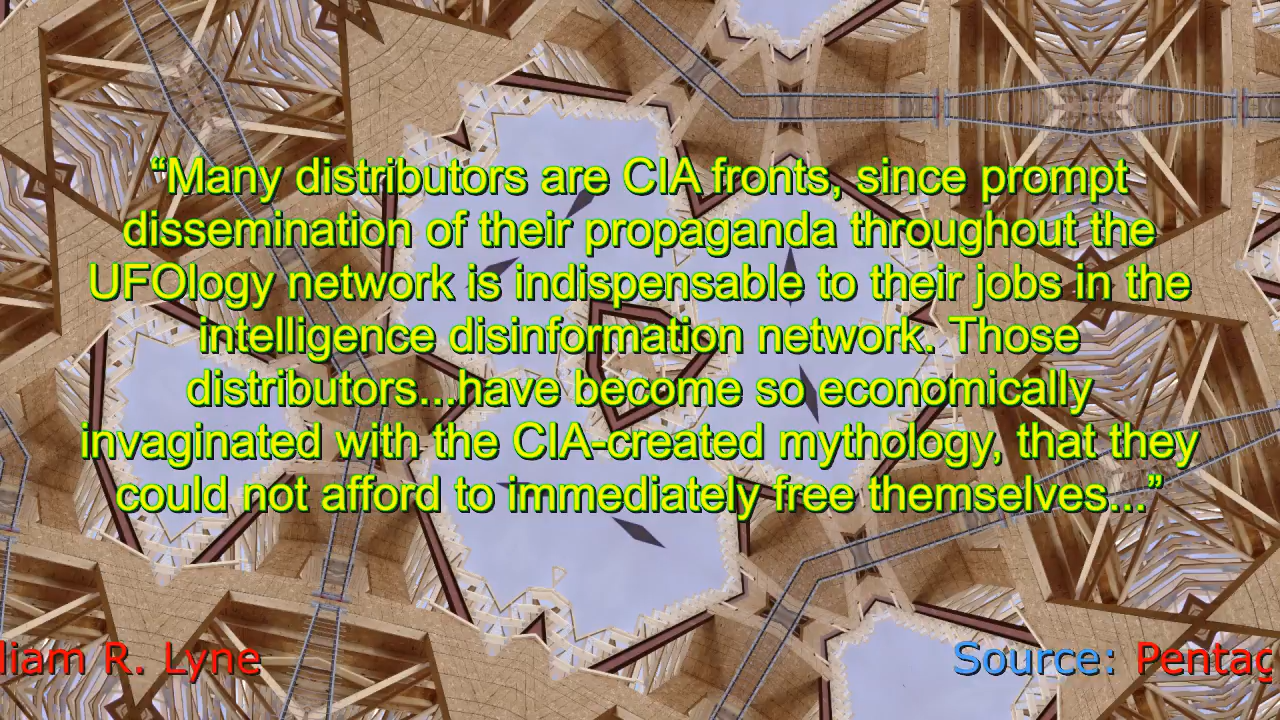 “Many distributors are CIA fronts, since prompt
dissemination of their propaganda throughout the
UFOlogy network is indispensable to their jobs in the
intelligence disinformation network. Those
distributors...have become so economically
invaginated with the CIA-created mythology, that they
could not afford to immediately free themselves...”
liam R. Lyne
Source: Pentag